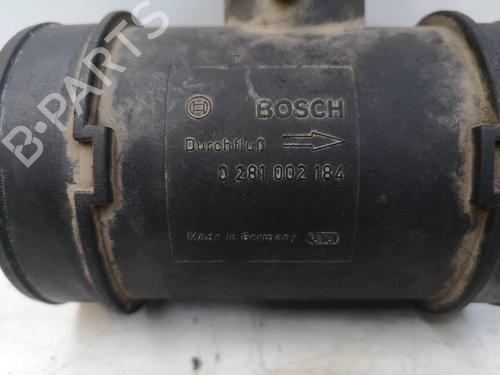 BOSCH
Durchfluß
0 281 002 184
Made in Germany
B-PARTS